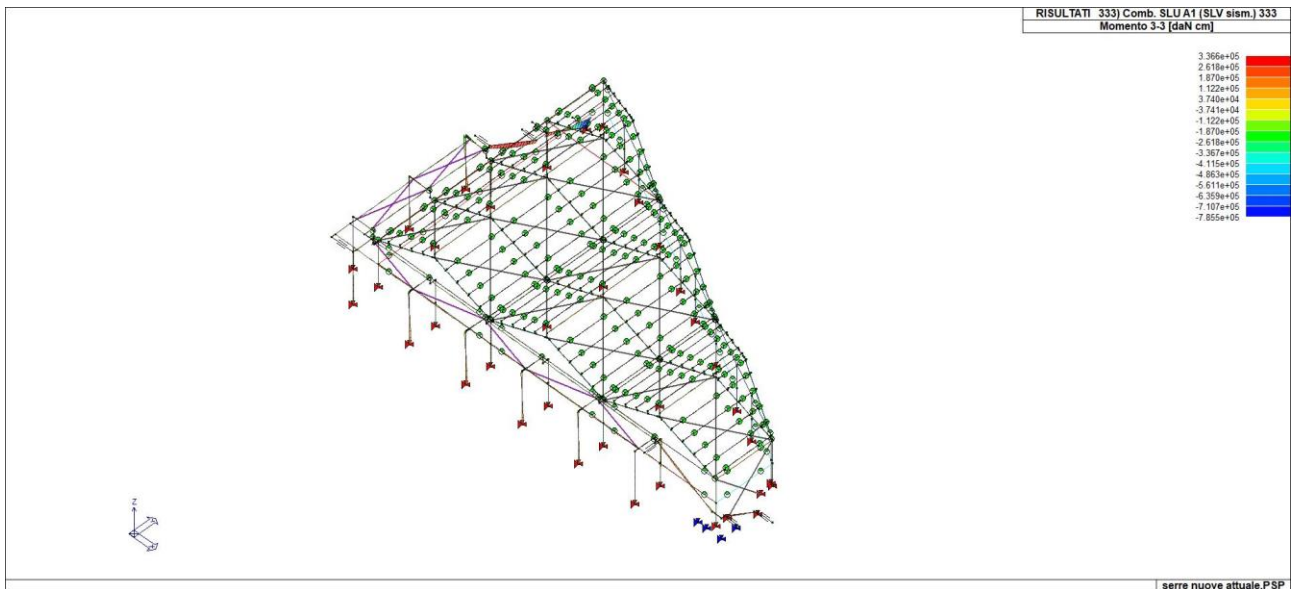 RISULTATI 333) Comb. SLU A1 (SLV sism.) 333
Momento 3-3 [daN cm]
3.366e+05
2.618e+05
1.870e+05
1.122e+05
3.740e+04
-3.741e+04
-1.122e+05
-1.870e+05
-2.618e+05
-3.367e+05
-4.115e+05
-4.863e+05
-5.611e+05
-6.359e+05
-7.107e+05
-7.855e+05
Z
serre nuove attuale.PSP